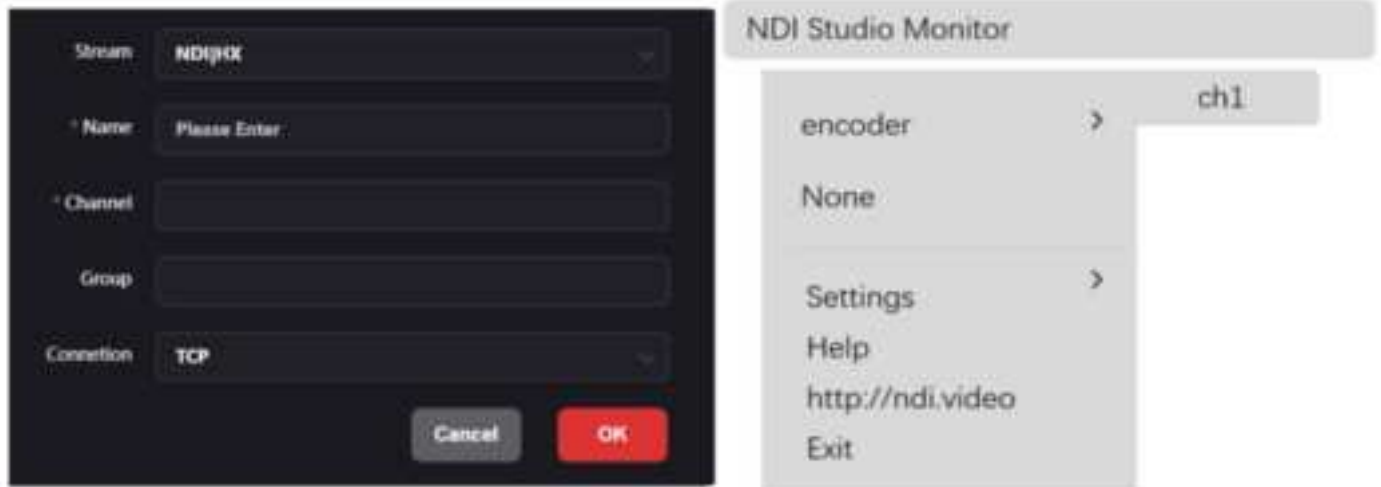 Stream NDI|HX
* Name Please Enter
* Channel
Group
Connetion TCP
Cancel OK
NDI Studio Monitor
encoder > ch1
None
Settings >
Help
http://ndi.video
Exit